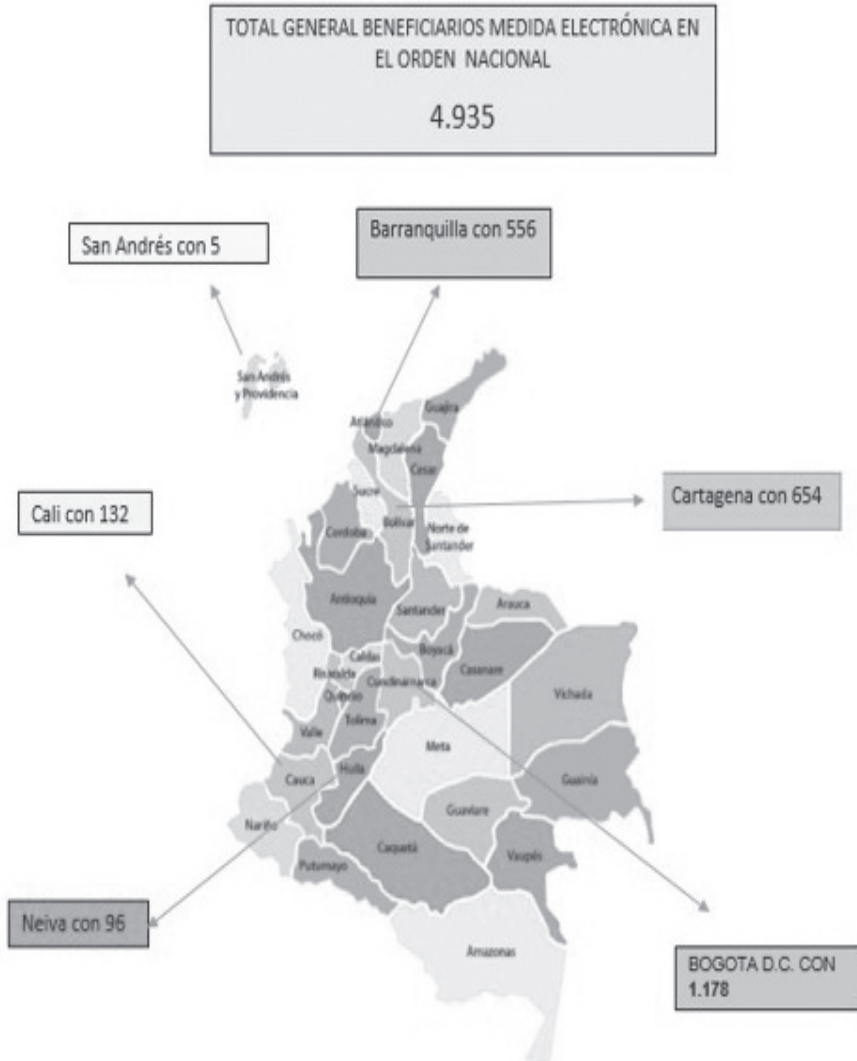 TOTAL GENERAL BENEFICIARIOS MEDIDA ELECTRÓNICA EN
EL ORDEN NACIONAL
4.935
San Andrés con 5
Barranquilla con 556
San Andrés
y Providencia
Guajira
Atlántico
Magdalena
Cesar
Sucre
Cali con 132
Cartagena con 654
Cordoba
Bolívar
Norte de
Santander
Antioquia
Santander
Arauca
Chocó
Boyacá
Caldas
Casanare
Risaralda
Cundinamarca
Quindío
Vichada
Tolima
Valle
Meta
Huila
Cauca
Guainía
Guaviare
Nariño
Caquetá
Vaupés
Putumayo
Neiva con 96
Amazonas
BOGOTA D.C. CON
1.178